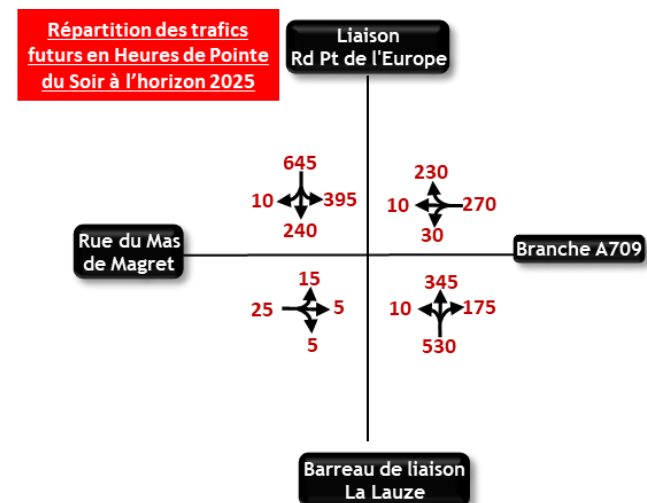 Répartition des trafics
futurs en Heures de Pointe
du Soir à l'horizon 2025
Liaison
Rd Pt de l'Europe
645
10
395
240
230
10
270
30
Rue du Mas
de Magret
Branche A709
15
25
5
5
345
10
175
530
Barreau de liaison
La Lauze